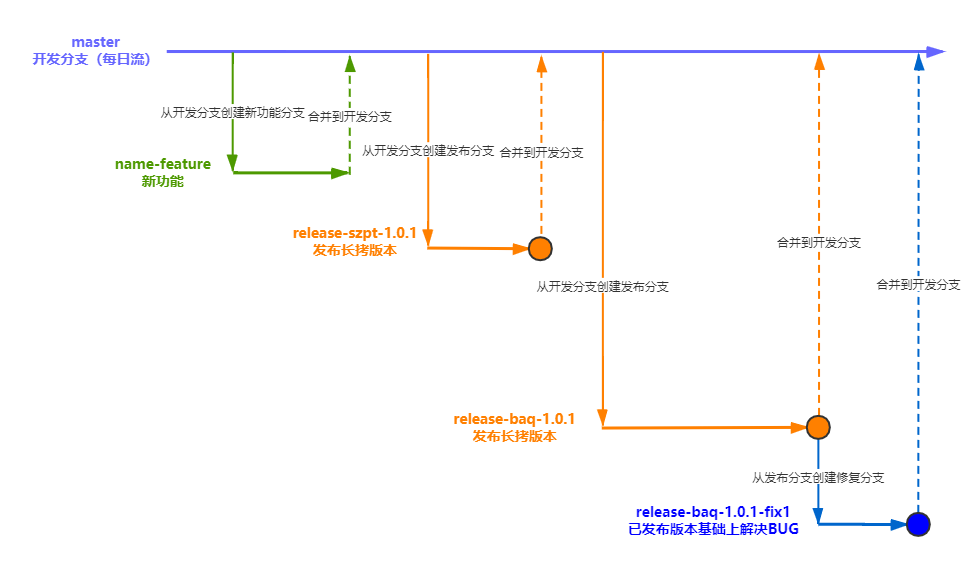 master
开发分支（每日流）
从开发分支创建新功能分支
合并到开发分支
name-feature
新功能
从开发分支创建发布分支
合并到开发分支
release-szpt-1.0.1
发布长拷版本
从开发分支创建发布分支
合并到开发分支
合并到开发分支
release-baq-1.0.1
发布长拷版本
从发布分支创建修复分支
release-baq-1.0.1-fix1
已发布版本基础上解决BUG